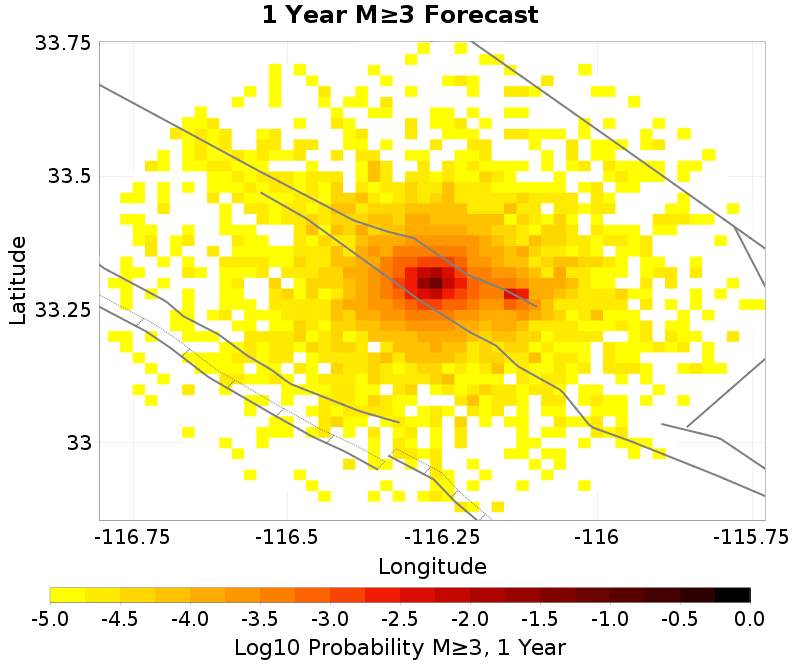 1 Year M≥3 Forecast
33.75
33.5
33.25
33
Latitude
-116.75 -116.5 -116.25 -116 -115.75
Longitude
-5.0 -4.5 -4.0 -3.5 -3.0 -2.5 -2.0 -1.5 -1.0 -0.5 0.0
Log10 Probability M≥3, 1 Year